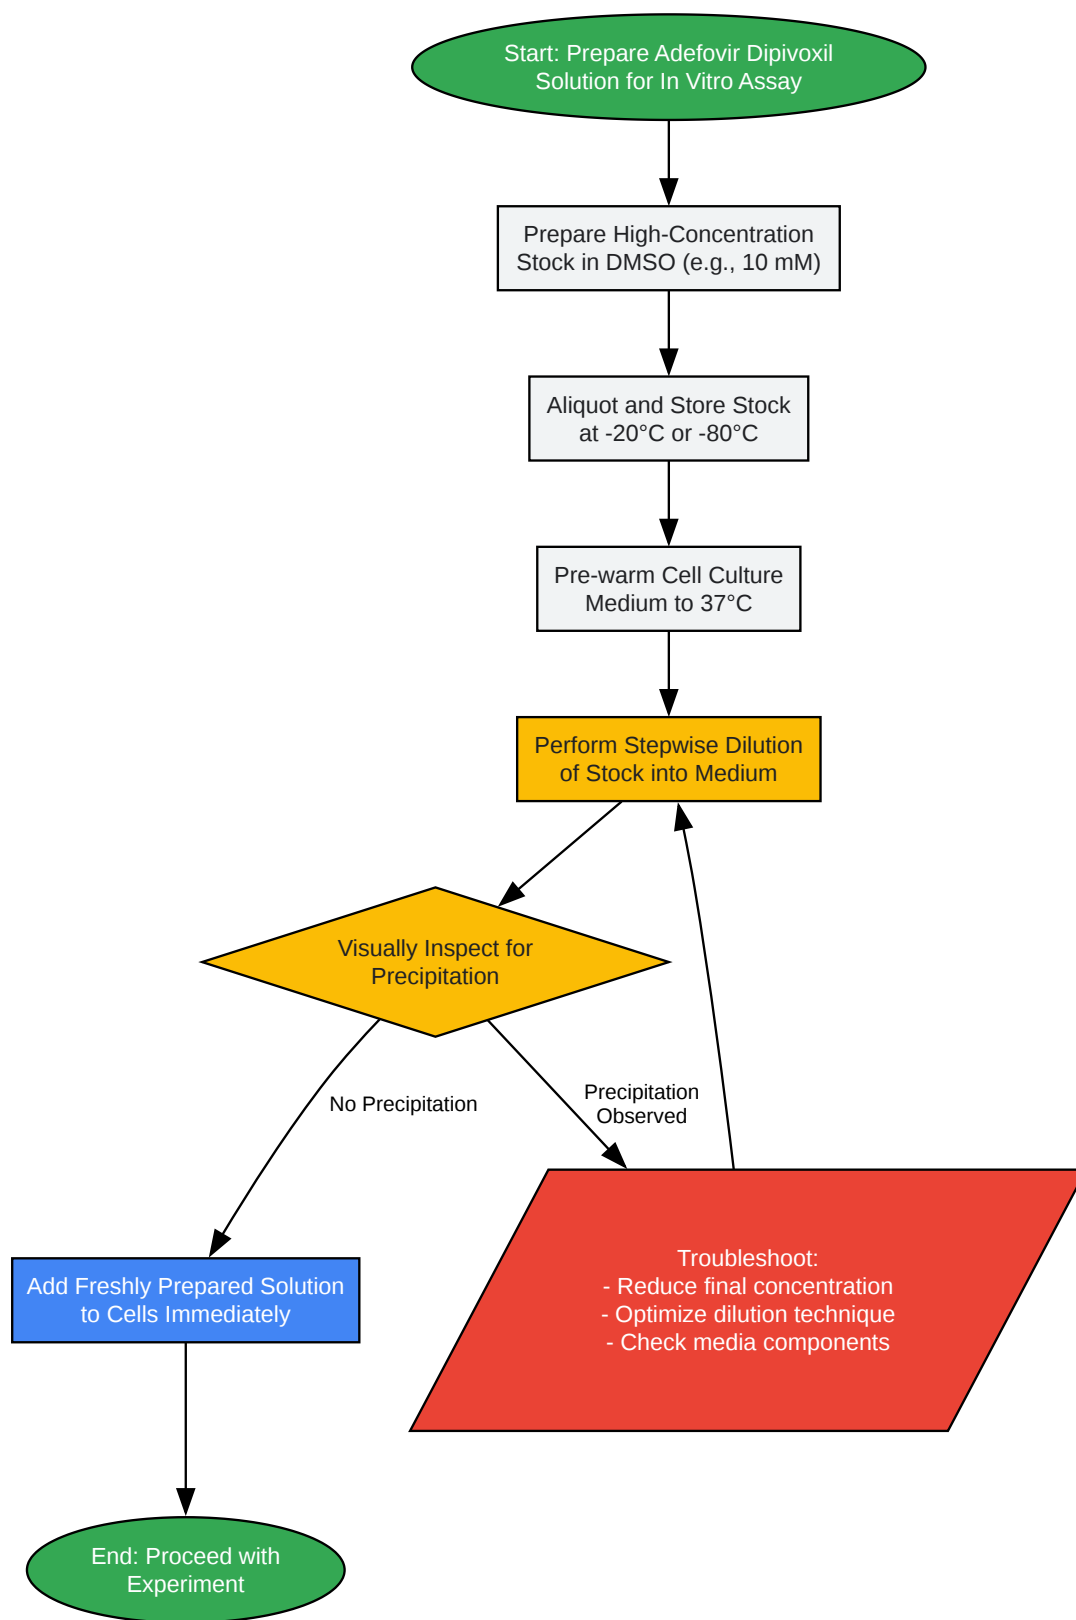 Start: Prepare Adefovir Dipivoxil
Solution for In Vitro Assay
Prepare High-Concentration
Stock in DMSO (e.g., 10 mM)
Aliquot and Store Stock
at -20°C or -80°C
Pre-warm Cell Culture
Medium to 37°C
Perform Stepwise Dilution
of Stock into Medium
Visually Inspect for
Precipitation
No Precipitation
Precipitation
Observed
Add Freshly Prepared Solution
to Cells Immediately
Troubleshoot:
- Reduce final concentration
- Optimize dilution technique
- Check media components
End: Proceed with
Experiment